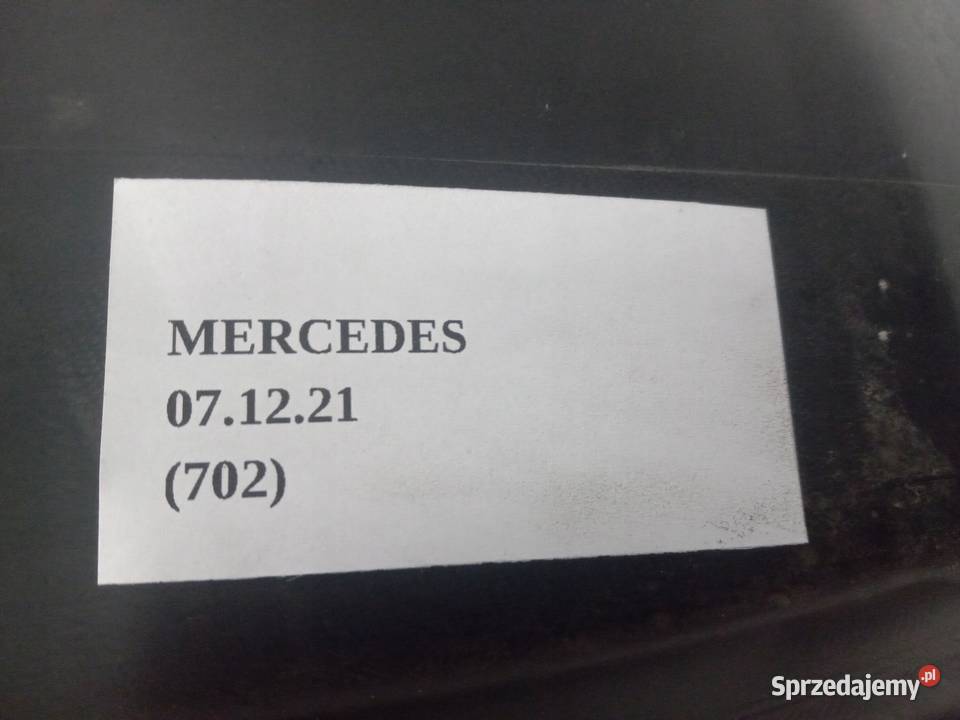 MERCEDES
07.12.21
(702)
Sprzedajemy.pl